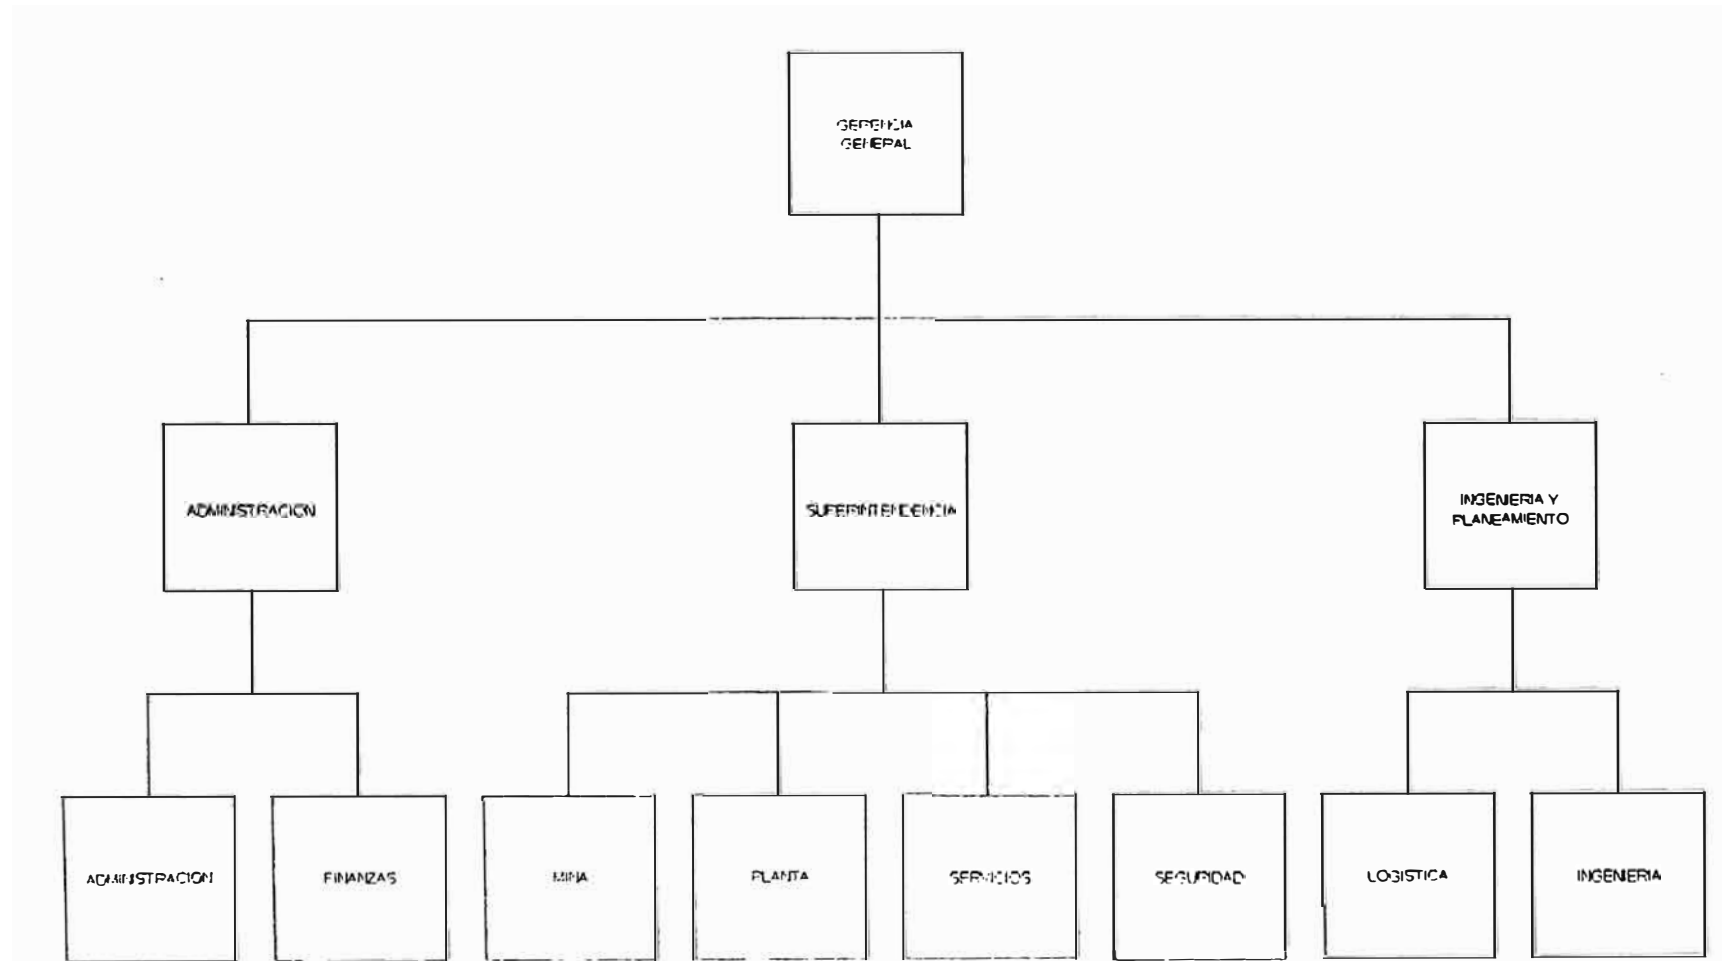 GERENCIA
GENERAL
ADMINISTRACION
SUPERINTENDENCIA
INGENIERIA Y
PLANEAMIENTO
ADMINISTRACION
FINANZAS
MINA
PLANTA
SERVICIOS
SEGURIDAD
LOGISTICA
INGENIERIA